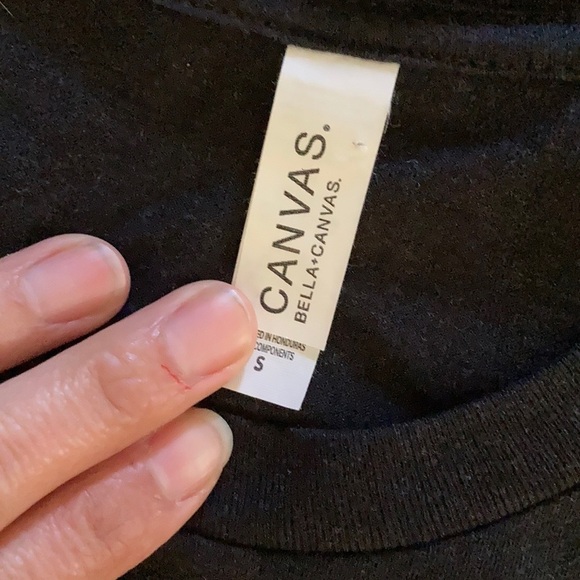 CANVAS.
BELLA+CANVAS.
IN HONDURAS
COMPONENTS
S